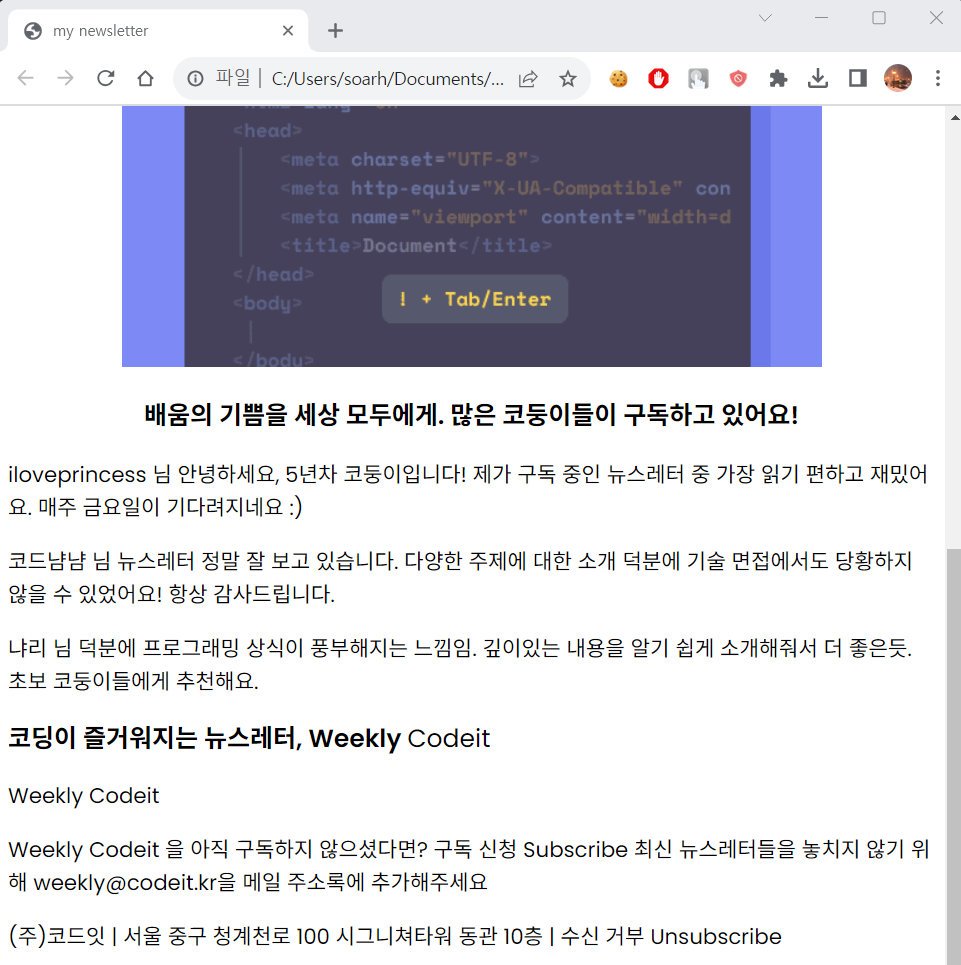 my newsletter
파일 | C:/Users/soarh/Documents/...
<head>
<meta charset="UTF-8">
<meta http-equiv="X-UA-Compatible" con
<meta name="viewport" content="width=d
<title>Document</title>
</head>
<body>
! + Tab/Enter
</body>
배움의 기쁨을 세상 모두에게. 많은 코둥이들이 구독하고 있어요!
iloveprincess 님 안녕하세요, 5년차 코둥이입니다! 제가 구독 중인 뉴스레터 중 가장 읽기 편하고 재밌어
요. 매주 금요일이 기다려지네요 :)
코드냠냠 님 뉴스레터 정말 잘 보고 있습니다. 다양한 주제에 대한 소개 덕분에 기술 면접에서도 당황하지
않을 수 있었어요! 항상 감사드립니다.
냐리 님 덕분에 프로그래밍 상식이 풍부해지는 느낌임. 깊이있는 내용을 알기 쉽게 소개해줘서 더 좋은듯.
초보 코둥이들에게 추천해요.
코딩이 즐거워지는 뉴스레터, Weekly Codeit
Weekly Codeit
Weekly Codeit 을 아직 구독하지 않으셨다면? 구독 신청 Subscribe 최신 뉴스레터들을 놓치지 않기 위
해 weekly@codeit.kr을 메일 주소록에 추가해주세요
(주)코드잇 | 서울 중구 청계천로 100 시그니쳐타워 동관 10층 | 수신 거부 Unsubscribe